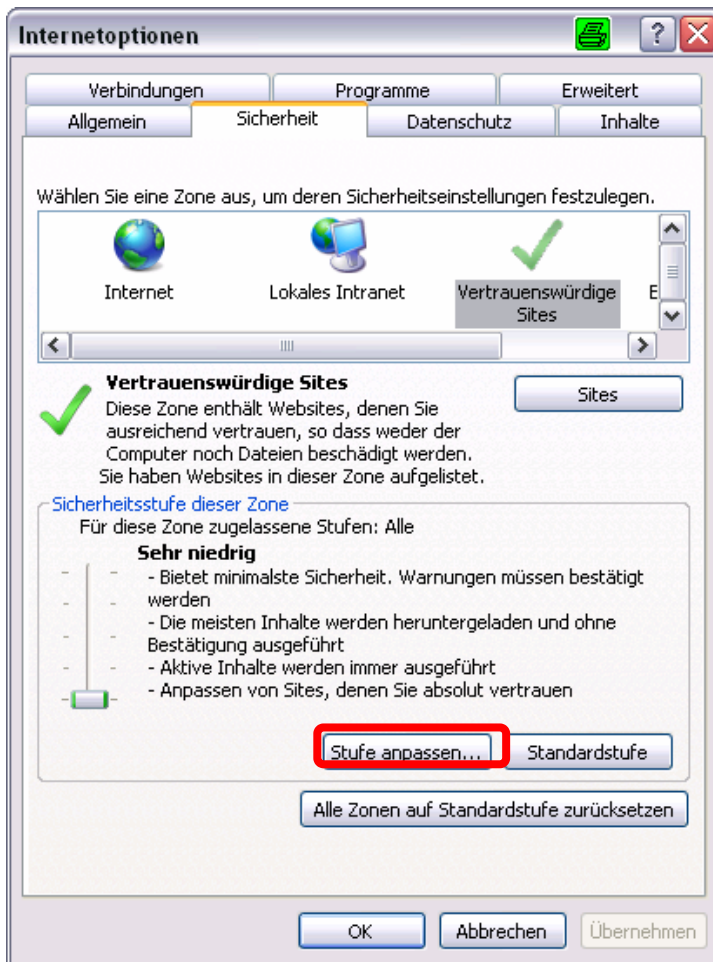 Internetoptionen
Verbindungen Programme Erweitert
Allgemein Sicherheit Datenschutz Inhalte
Wählen Sie eine Zone aus, um deren Sicherheitseinstellungen festzulegen.
Internet Lokales Intranet Vertrauenswürdige E
Sites
Vertrauenswürdige Sites
Sites
Diese Zone enthält Websites, denen Sie
ausreichend vertrauen, so dass weder der
Computer noch Dateien beschädigt werden.
Sie haben Websites in dieser Zone aufgelistet.
Sicherheitsstufe dieser Zone
Für diese Zone zugelassene Stufen: Alle
Sehr niedrig
- Bietet minimalste Sicherheit. Warnungen müssen bestätigt
werden
- Die meisten Inhalte werden heruntergeladen und ohne
Bestätigung ausgeführt
- Aktive Inhalte werden immer ausgeführt
- Anpassen von Sites, denen Sie absolut vertrauen
Stufe anpassen... Standardstufe
Alle Zonen auf Standardstufe zurücksetzen
OK Abbrechen Übernehmen